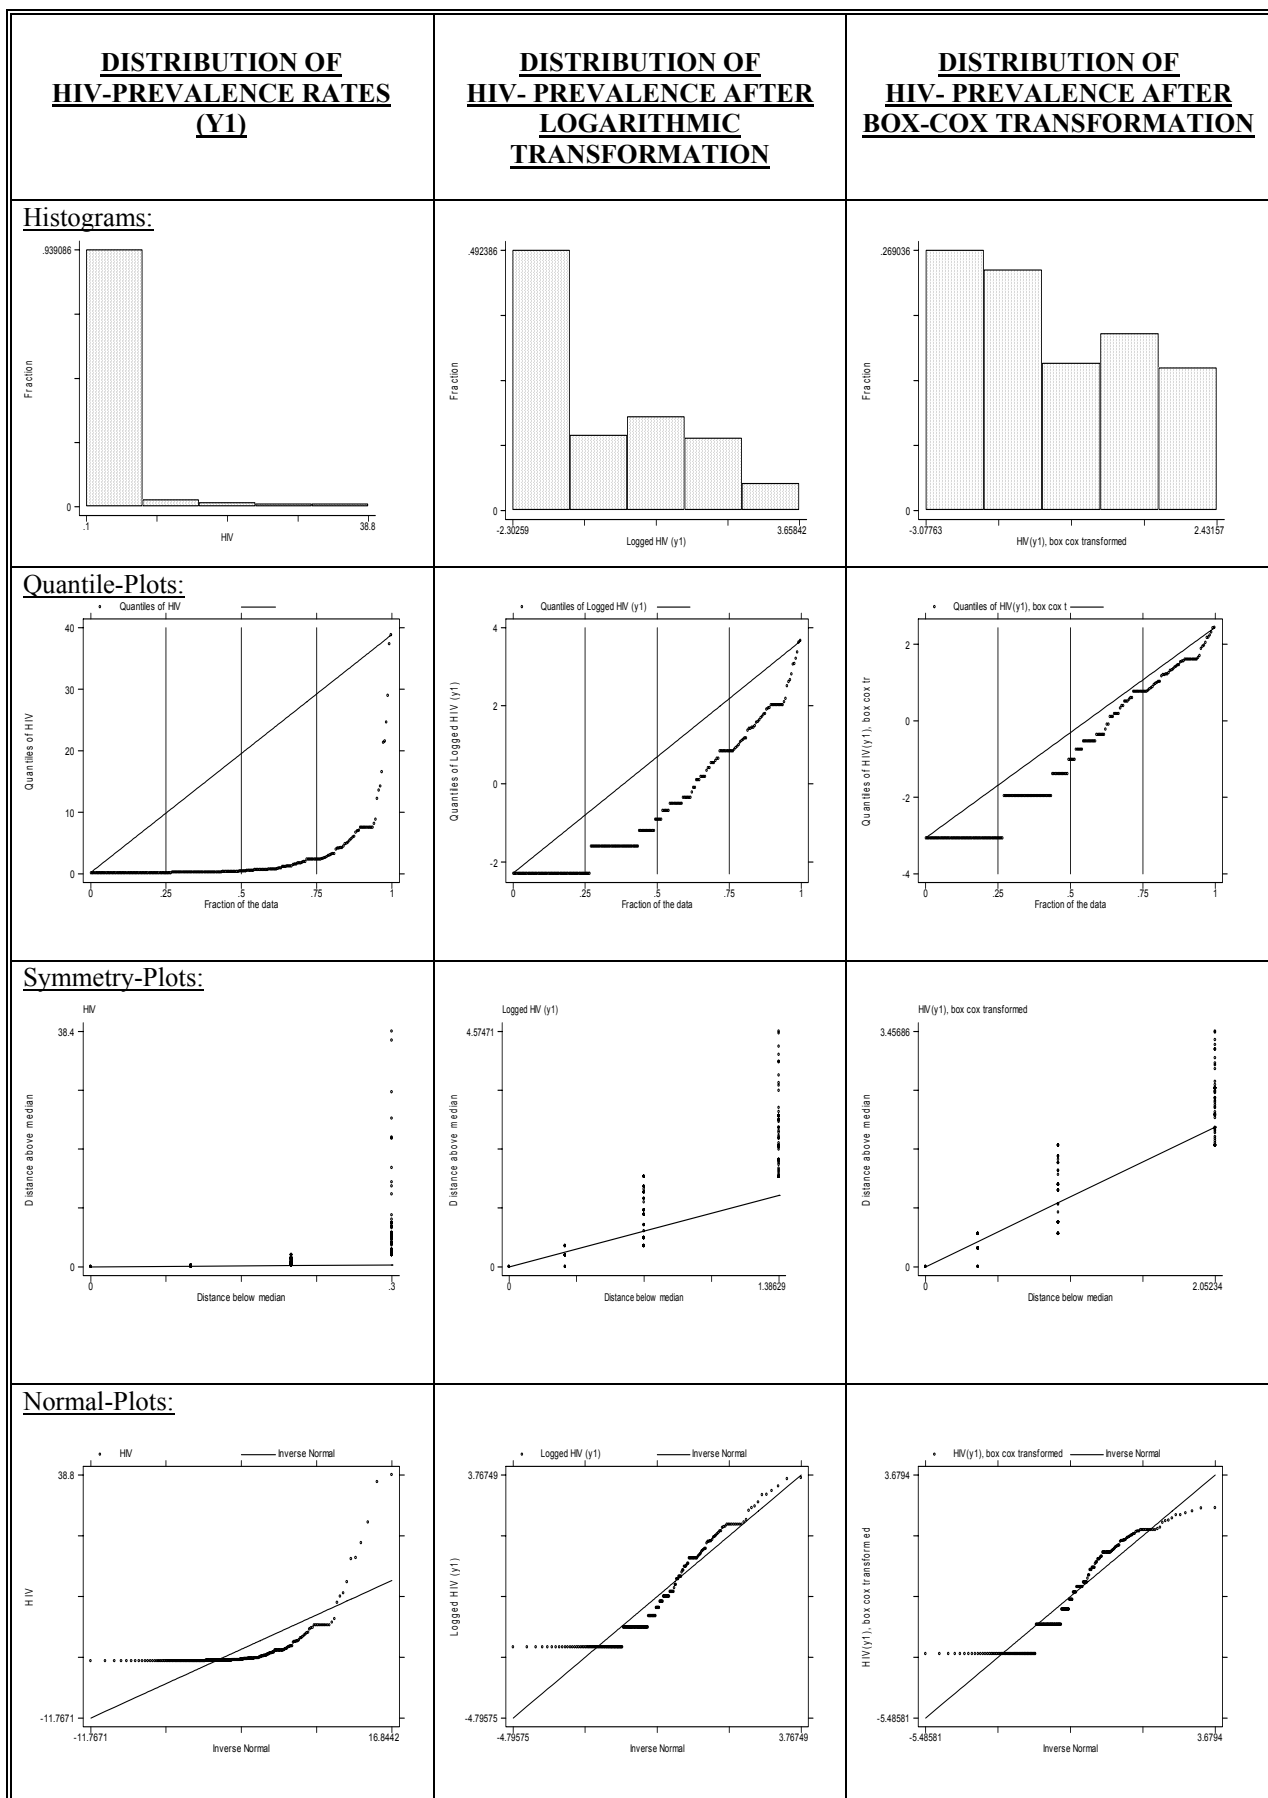 DISTRIBUTION OF
HIV-PREVALENCE RATES
(Y1)
DISTRIBUTION OF
HIV- PREVALENCE AFTER
LOGARITHMIC
TRANSFORMATION
DISTRIBUTION OF
HIV- PREVALENCE AFTER
BOX-COX TRANSFORMATION
Histograms:
.939086
Fraction
0
.1
38.8
HIV
.492386
Fraction
0
-2.30259
3.65842
Logged HIV (y1)
.269036
Fraction
0
-3.07763
2.43157
HIV(y1), box cox transformed
Quantile-Plots:
Quantiles of HIV
Quantiles of HIV
40
30
20
10
0
0 .25 .5 .75 1
Fraction of the data
Quantiles of Logged HIV (y1)
Quantiles of Logged HIV (y1)
4
2
0
-2
0 .25 .5 .75 1
Fraction of the data
Quantiles of HIV(y1), box cox t
Quantiles of HIV(y1), box cox tr
2
0
-2
-4
0 .25 .5 .75 1
Fraction of the data
Symmetry-Plots:
HIV
38.4
Distance above median
0
0 .3
Distance below median
Logged HIV (y1)
4.57471
Distance above median
0
0 1.38629
Distance below median
HIV(y1), box cox transformed
3.45686
Distance above median
0
0 2.05234
Distance below median
Normal-Plots:
HIV Inverse Normal
38.8
HIV
-11.7671
-11.7671 16.8442
Inverse Normal
Logged HIV (y1) Inverse Normal
3.76749
Logged HIV (y1)
-4.79575
-4.79575 3.76749
Inverse Normal
HIV(y1), box cox transformed Inverse Normal
3.6794
HIV(y1), box cox transformed
-5.48581
-5.48581 3.6794
Inverse Normal